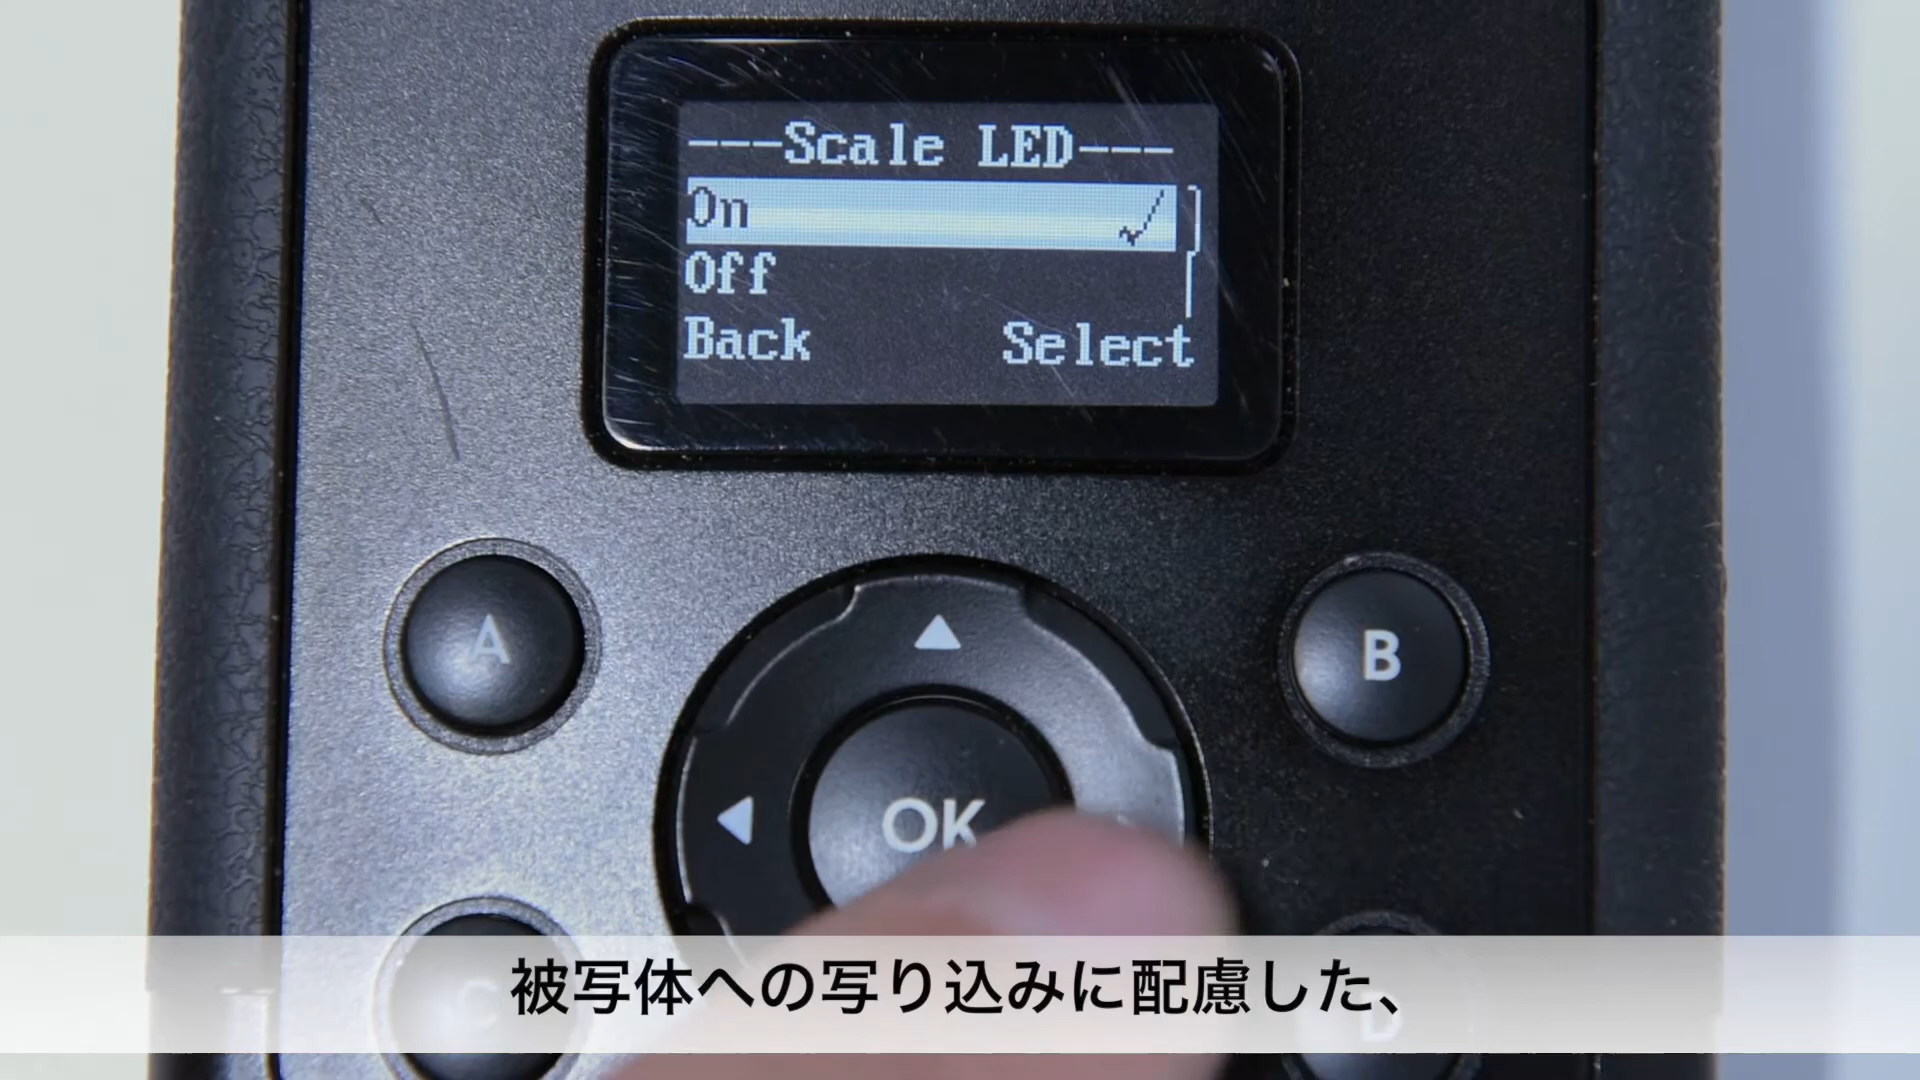 ---Scale LED---
On ✓
Off
Back Select
A
B
OK
C
D
被写体への写り込みに配慮した、